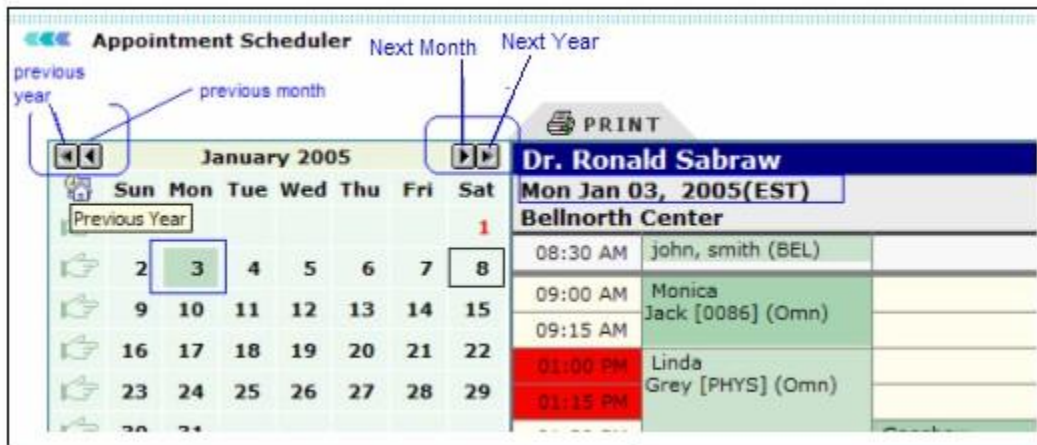 Appointment Scheduler
Next Month
Next Year
previous
year
previous month
PRINT
January 2005
Sun Mon Tue Wed Thu Fri Sat
Previous Year
1
2 3 4 5 6 7 8
9 10 11 12 13 14 15
16 17 18 19 20 21 22
23 24 25 26 27 28 29
30 31
Dr. Ronald Sabraw
Mon Jan 03, 2005(EST)
Bellnorth Center
08:30 AM john, smith (BEL)
09:00 AM Monica
Jack [0086] (Omn)
09:15 AM
01:00 PM Linda
Grey [PHYS] (Omn)
01:15 PM